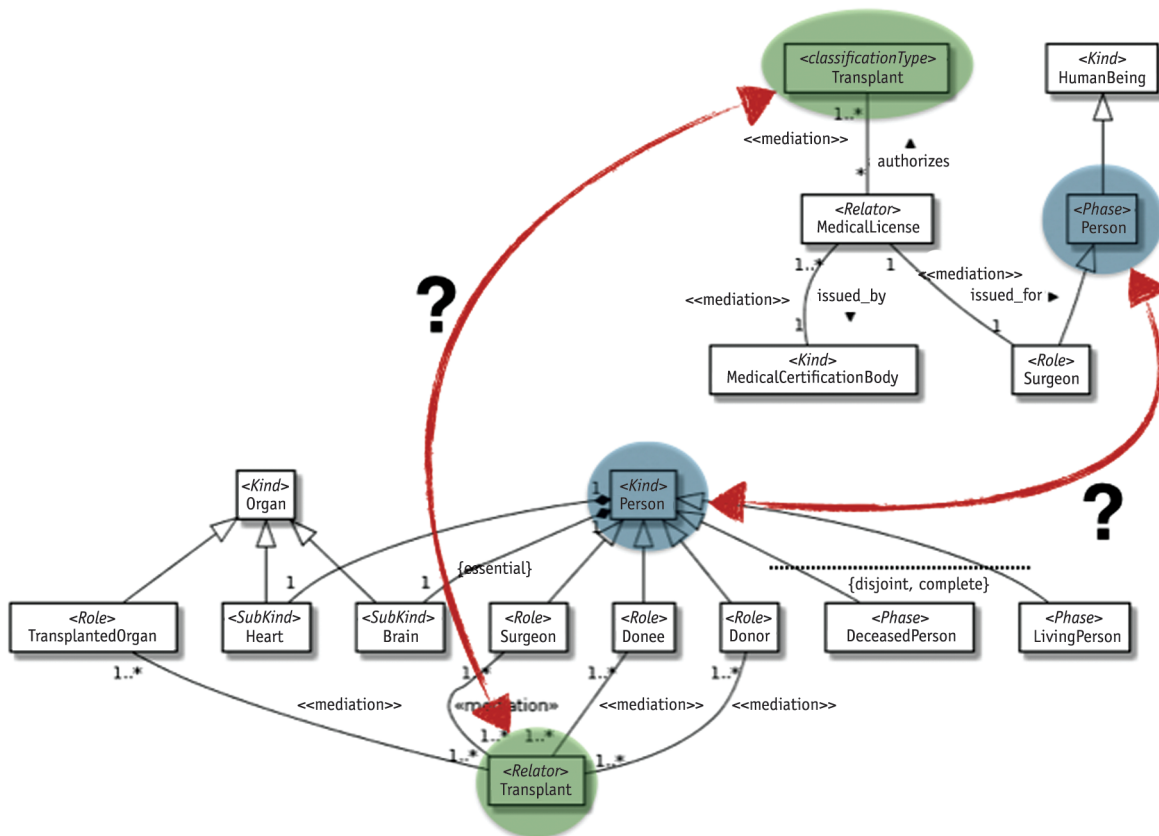 <classificationType>
Transplant
<Kind>
HumanBeing
1..*
<<mediation>>
authorizes
*
<Phase>
Person
<Relator>
MedicalLicense
1..*
1
<<mediation>>
<<mediation>>
issued_by
issued_for
1
1
<Kind>
MedicalCertificationBody
<Role>
Surgeon
?
?
<Kind>
Organ
<Kind>
Person
1
1
{essential}
1
1
{disjoint, complete}
<Role>
TransplantedOrgan
<SubKind>
Heart
<SubKind>
Brain
<Role>
Surgeon
<Role>
Donee
<Role>
Donor
<Phase>
DeceasedPerson
<Phase>
LivingPerson
1..*
1..*
1..*
1..*
<<mediation>>
«mediation»
<<mediation>>
<<mediation>>
1..*
1..*
1..*
1..*
<Relator>
Transplant